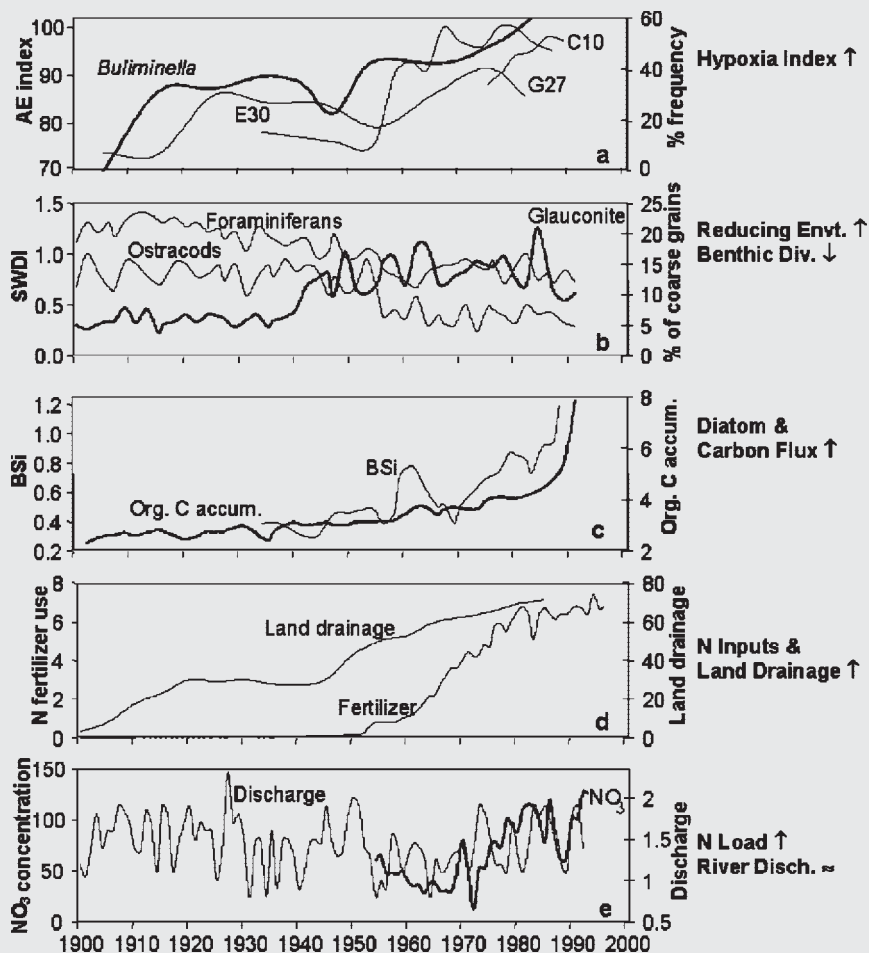 100
90
80
70
AE index
Buliminella
E30
C10
G27
a
60
40
20
0
% frequency
Hypoxia Index ↑
1.5
1.0
0.5
0.0
SWDI
Foraminiferans
Ostracods
Glauconite
b
25
20
15
10
5
0
% of coarse grains
Reducing Envt. ↑
Benthic Div. ↓
1.2
1.0
0.8
0.6
0.4
0.2
BSi
BSi
Org. C accum.
c
8
6
4
2
Org. C accum.
Diatom &
Carbon Flux ↑
8
6
4
2
0
N fertilizer use
Land drainage
Fertilizer
d
80
60
40
20
0
Land drainage
N Inputs &
Land Drainage ↑
150
100
50
0
NO3 concentration
Discharge
NO3
e
2
1.5
1
0.5
Discharge
N Load ↑
River Disch. ≈
1900 1910 1920 1930 1940 1950 1960 1970 1980 1990 2000